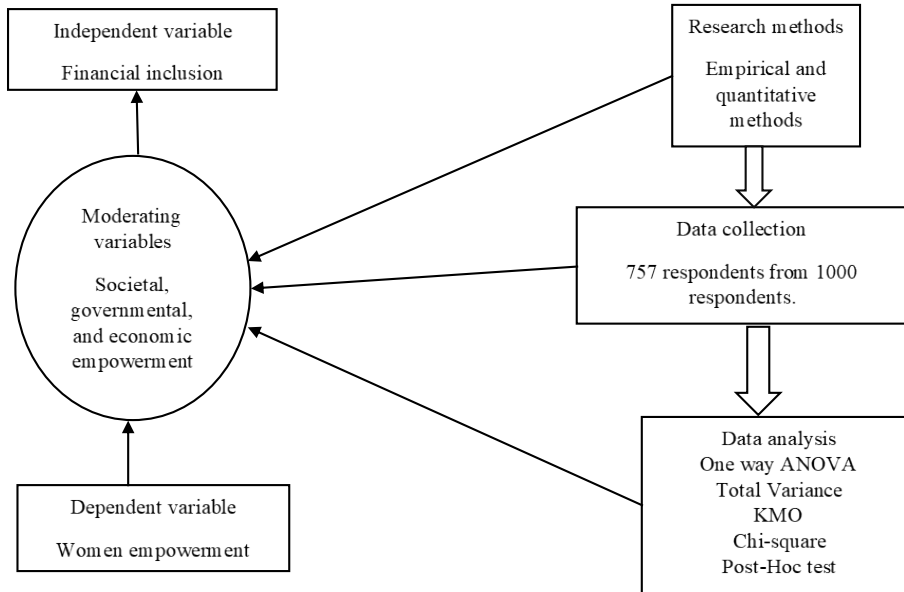 Independent variable
Financial inclusion
Moderating
variables
Societal,
governmental,
and economic
empowerment
Dependent variable
Women empowerment
Research methods
Empirical and
quantitative
methods
Data collection
757 respondents from 1000
respondents.
Data analysis
One way ANOVA
Total Variance
KMO
Chi-square
Post-Hoc test